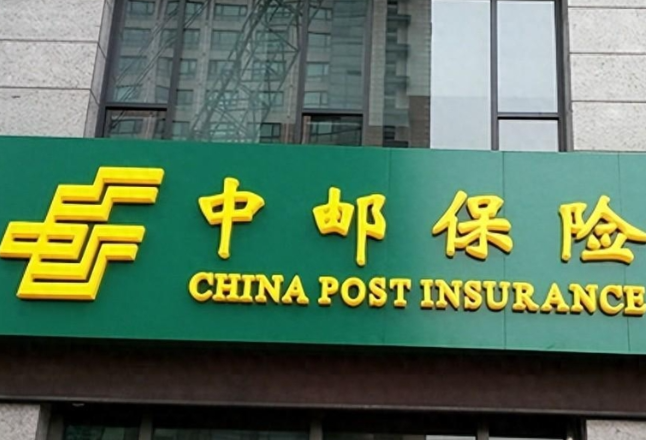 中邮保险
CHINA POST INSURANCE